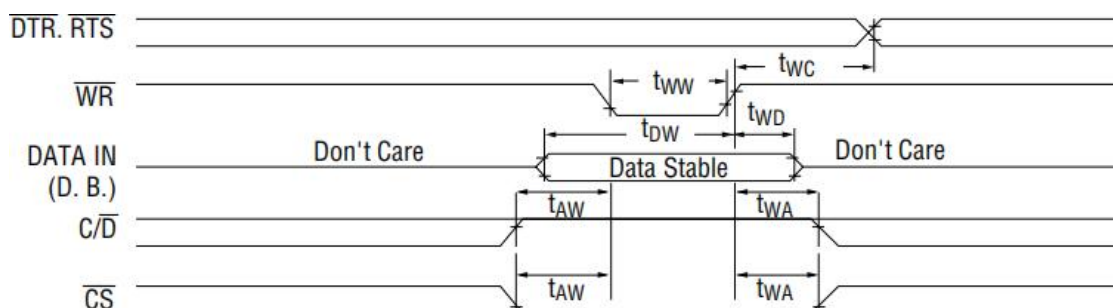 DTR. RTS
tWC
tWW
WR
tDW
tWD
DATA IN
(D. B.)
Don't Care
Data Stable
Don't Care
tAW
tWA
C/D
tAW
tWA
CS